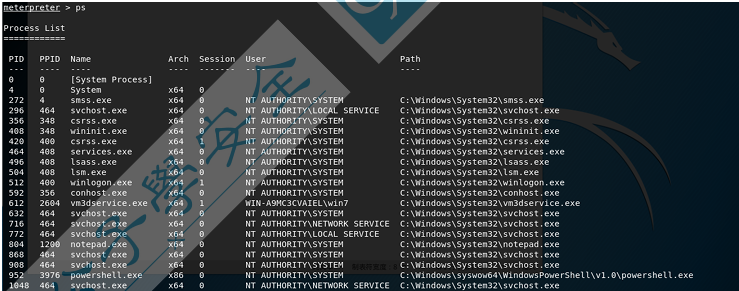 meterpreter > ps
Process List
============
PID PPID Name Arch Session User Path
--- ---- ---- ---- ------- ---- ----
0 0 [System Process]
4 0 System x64 0
272 4 smss.exe x64 0 NT AUTHORITY\SYSTEM C:\Windows\System32\smss.exe
296 464 svchost.exe x64 0 NT AUTHORITY\LOCAL SERVICE C:\Windows\System32\svchost.exe
356 348 csrss.exe x64 0 NT AUTHORITY\SYSTEM C:\Windows\System32\csrss.exe
408 348 wininit.exe x64 0 NT AUTHORITY\SYSTEM C:\Windows\System32\wininit.exe
420 400 csrss.exe x64 1 NT AUTHORITY\SYSTEM C:\Windows\System32\csrss.exe
464 408 services.exe x64 0 NT AUTHORITY\SYSTEM C:\Windows\System32\services.exe
496 408 lsass.exe x64 0 NT AUTHORITY\SYSTEM C:\Windows\System32\lsass.exe
504 408 lsm.exe x64 0 NT AUTHORITY\SYSTEM C:\Windows\System32\lsm.exe
512 400 winlogon.exe x64 1 NT AUTHORITY\SYSTEM C:\Windows\System32\winlogon.exe
592 356 conhost.exe x64 0 NT AUTHORITY\SYSTEM C:\Windows\System32\conhost.exe
612 2604 vm3dservice.exe x64 1 WIN-A9MC3CVAIEL\win7 C:\Windows\System32\vm3dservice.exe
632 464 svchost.exe x64 0 NT AUTHORITY\SYSTEM C:\Windows\System32\svchost.exe
716 464 svchost.exe x64 0 NT AUTHORITY\NETWORK SERVICE C:\Windows\System32\svchost.exe
772 464 svchost.exe x64 0 NT AUTHORITY\LOCAL SERVICE C:\Windows\System32\svchost.exe
804 1200 notepad.exe x64 0 NT AUTHORITY\SYSTEM C:\Windows\System32\notepad.exe
868 464 svchost.exe x64 0 NT AUTHORITY\SYSTEM C:\Windows\System32\svchost.exe
908 464 svchost.exe x64 0 NT AUTHORITY\SYSTEM C:\Windows\System32\svchost.exe
952 3976 powershell.exe x86 0 NT AUTHORITY\SYSTEM C:\Windows\syswow64\WindowsPowerShell\v1.0\powershell.exe
1048 464 svchost.exe x64 0 NT AUTHORITY\NETWORK SERVICE C:\Windows\System32\svchost.exe
學安全